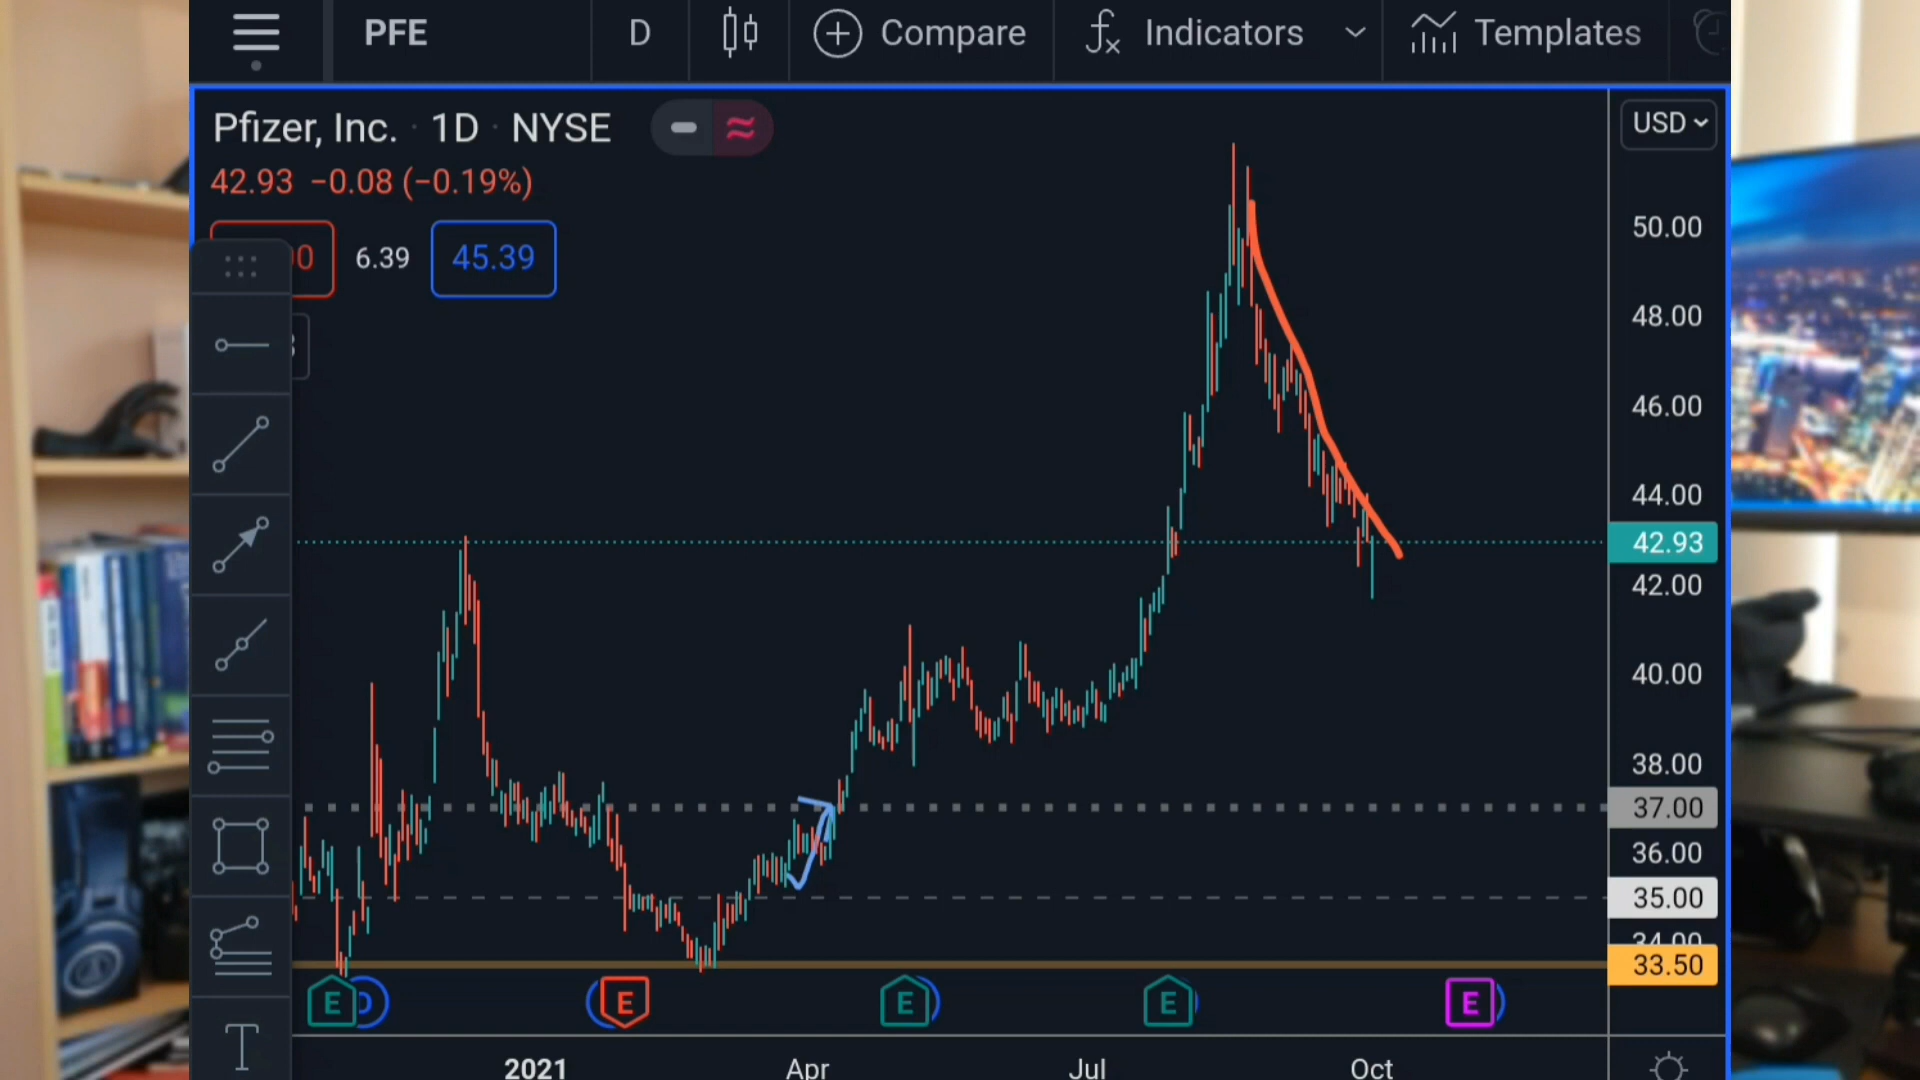 PFE D Compare Indicators Templates
Pfizer, Inc. · 1D · NYSE
USD
42.93 −0.08 (−0.19%)
6.39 45.39
50.00
48.00
46.00
44.00
42.93
42.00
40.00
38.00
37.00
36.00
35.00
34.00
33.50
E D E E E E
T
2021 Apr Jul Oct